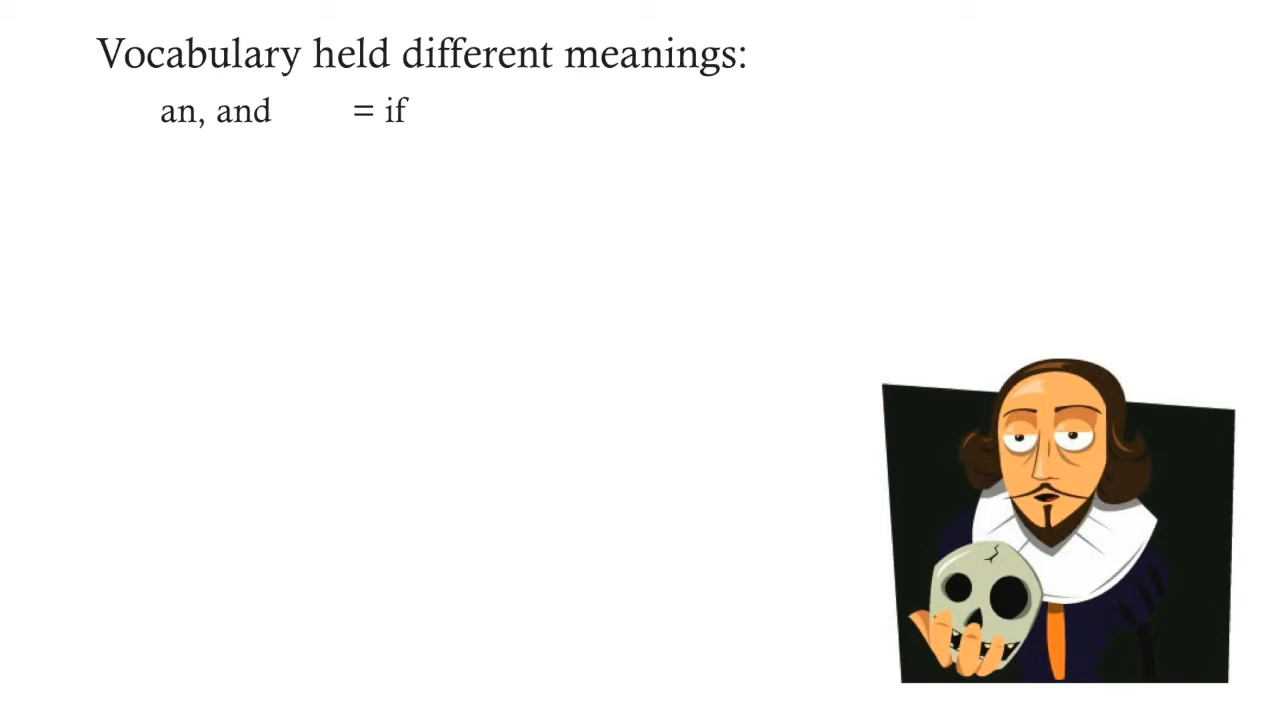 Vocabulary held different meanings:
an, and = if